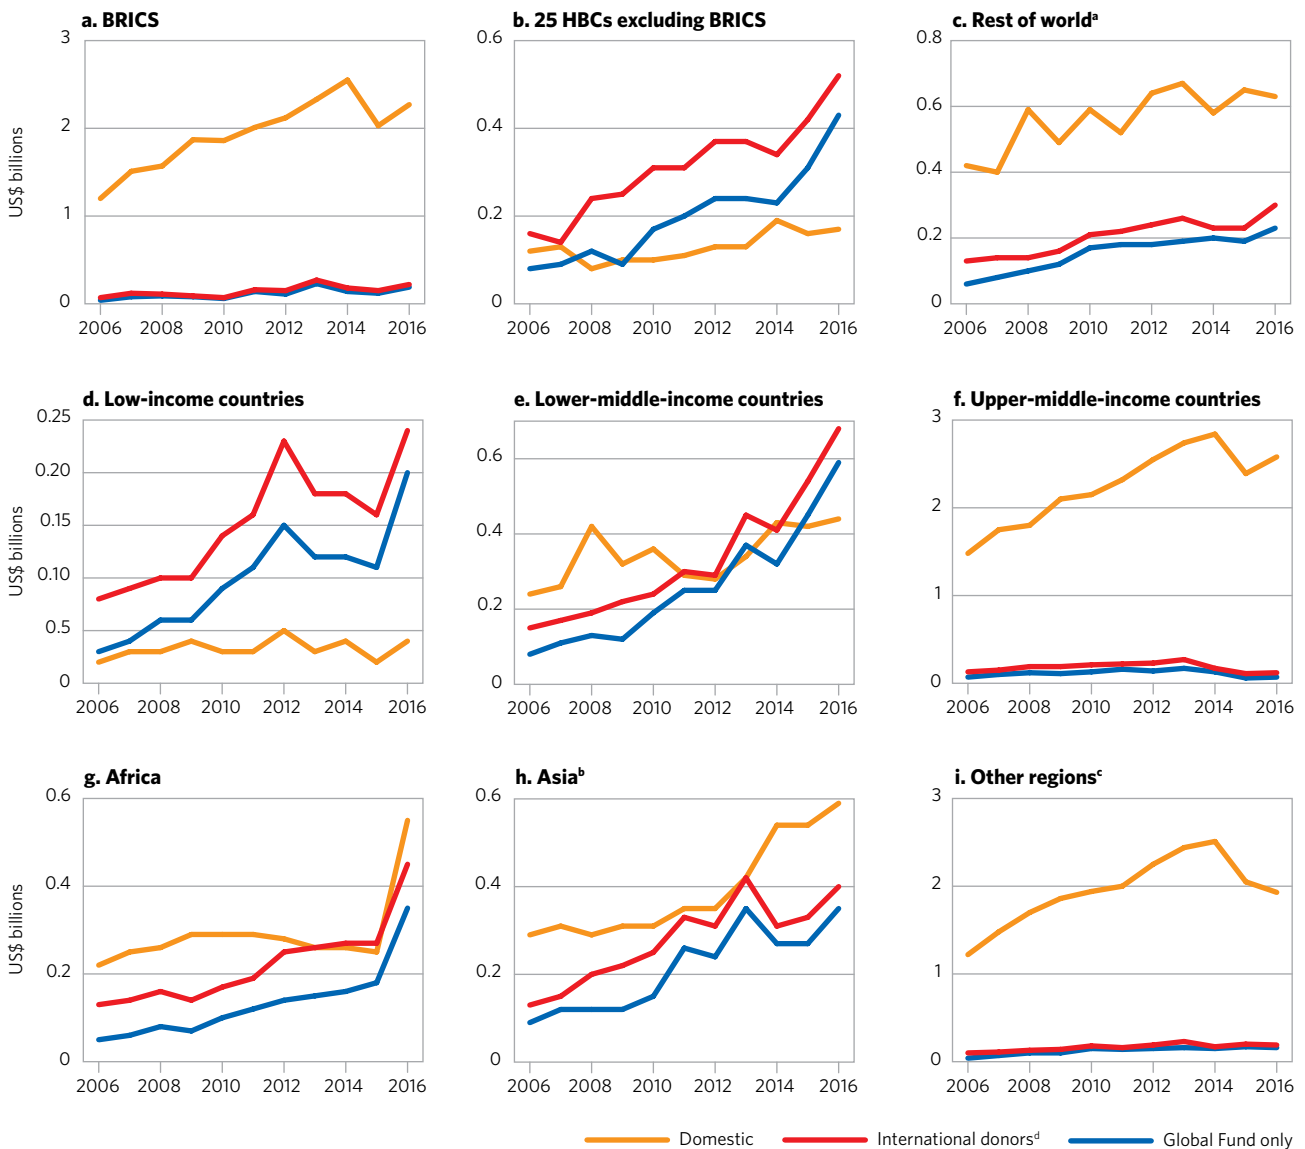 a. BRICS
b. 25 HBCs excluding BRICS
c. Rest of worldᵃ
US$ billions
3
2
1
0
2006 2008 2010 2012 2014 2016
0.6
0.4
0.2
0
2006 2008 2010 2012 2014 2016
0.8
0.6
0.4
0.2
0
2006 2008 2010 2012 2014 2016
d. Low-income countries
e. Lower-middle-income countries
f. Upper-middle-income countries
US$ billions
0.25
0.20
0.15
0.10
0.5
0
2006 2008 2010 2012 2014 2016
0.6
0.4
0.2
0
2006 2008 2010 2012 2014 2016
3
2
1
0
2006 2008 2010 2012 2014 2016
g. Africa
h. Asiaᵇ
i. Other regionsᶜ
US$ billions
0.6
0.4
0.2
0
2006 2008 2010 2012 2014 2016
0.6
0.4
0.2
0
2006 2008 2010 2012 2014 2016
3
2
1
0
2006 2008 2010 2012 2014 2016
Domestic
International donorsᵈ
Global Fund only